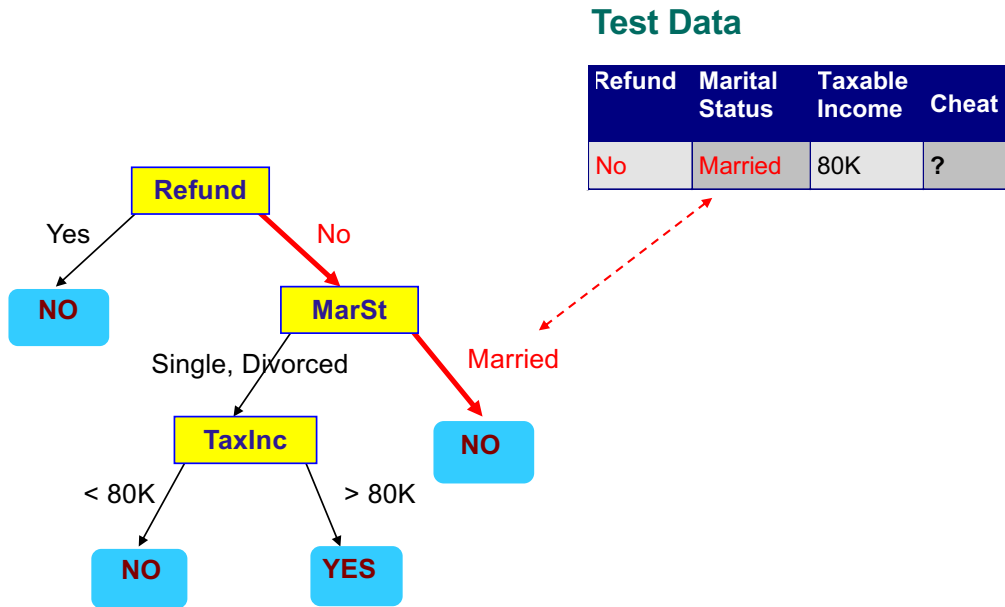 Test Data
Refund Marital Status Taxable Income Cheat
No Married 80K ?
Refund
Yes No
NO
MarSt
Single, Divorced Married
TaxInc
NO
< 80K > 80K
NO YES